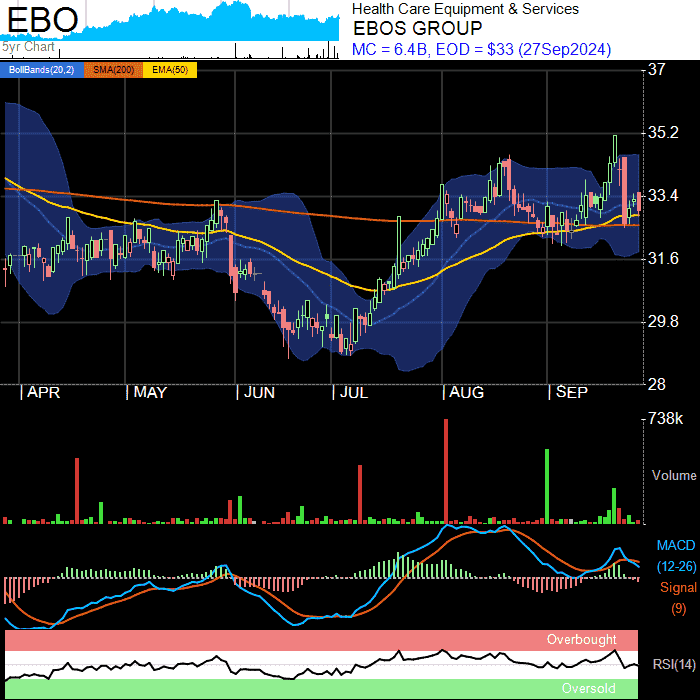 EBO
5yr Chart
Health Care Equipment & Services
EBOS GROUP
MC = 6.4B, EOD = $33 (27Sep2024)
BollBands(20,2) SMA(200) EMA(50)
37
35.2
33.4
31.6
29.8
28
APR MAY JUN JUL AUG SEP
738k
Volume
MACD
(12-26)
Signal
(9)
Overbought
RSI(14)
Oversold